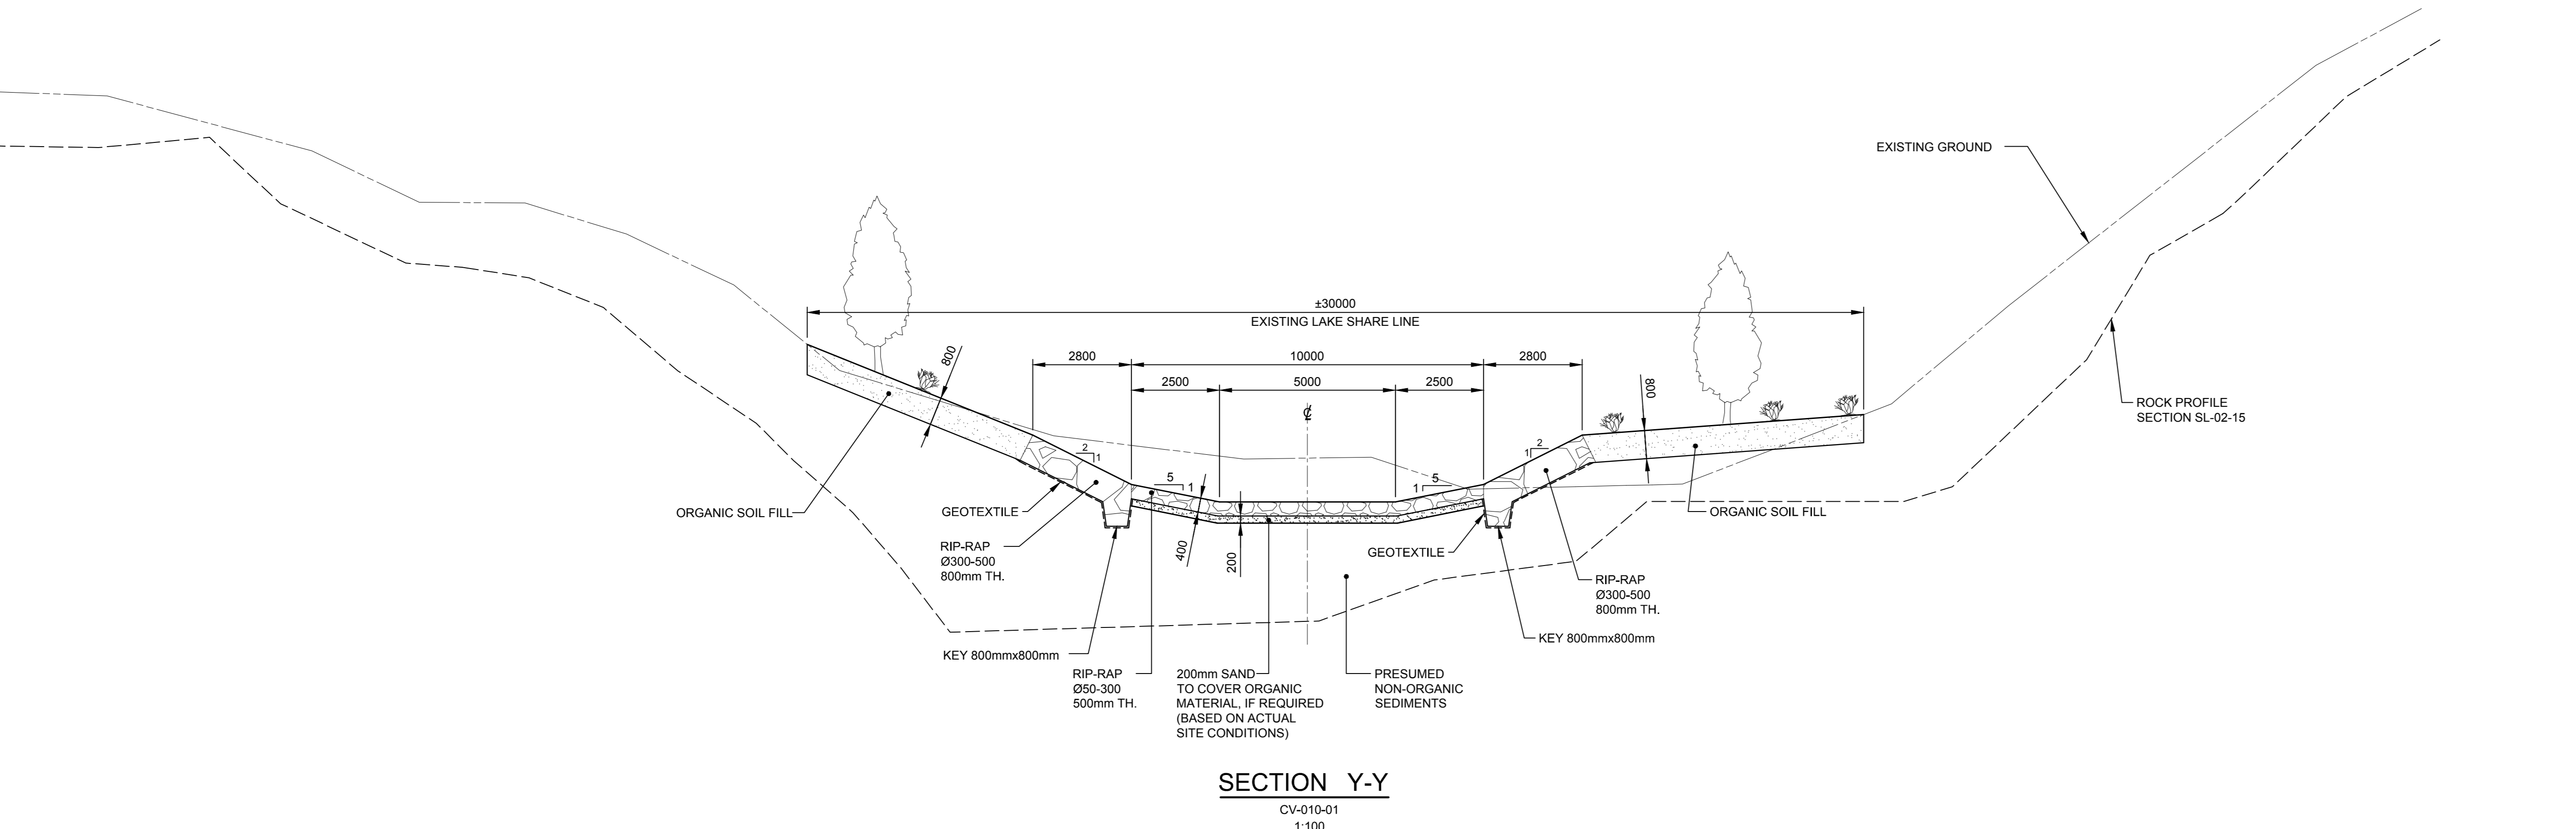 EXISTING GROUND
±30000
EXISTING LAKE SHARE LINE
800
2800
10000
2800
2500
5000
2500
800
℄
ROCK PROFILE
SECTION SL-02-15
2
1
2
1
5
1
5
1
ORGANIC SOIL FILL
GEOTEXTILE
ORGANIC SOIL FILL
RIP-RAP
Ø300-500
800mm TH.
400
200
GEOTEXTILE
RIP-RAP
Ø300-500
800mm TH.
KEY 800mmx800mm
KEY 800mmx800mm
RIP-RAP
Ø50-300
500mm TH.
200mm SAND
TO COVER ORGANIC
MATERIAL, IF REQUIRED
(BASED ON ACTUAL
SITE CONDITIONS)
PRESUMED
NON-ORGANIC
SEDIMENTS
SECTION Y-Y
CV-010-01
1:100